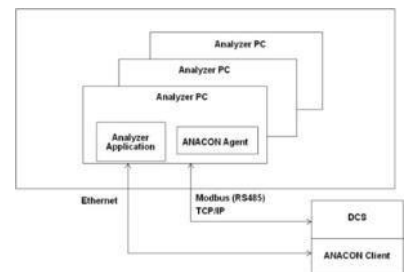 Analyzer PC
Analyzer PC
Analyzer PC
Analyzer
Application
ANACON Agent
Ethernet
Modbus (RS485)
TCP/IP
DCS
ANACON Client